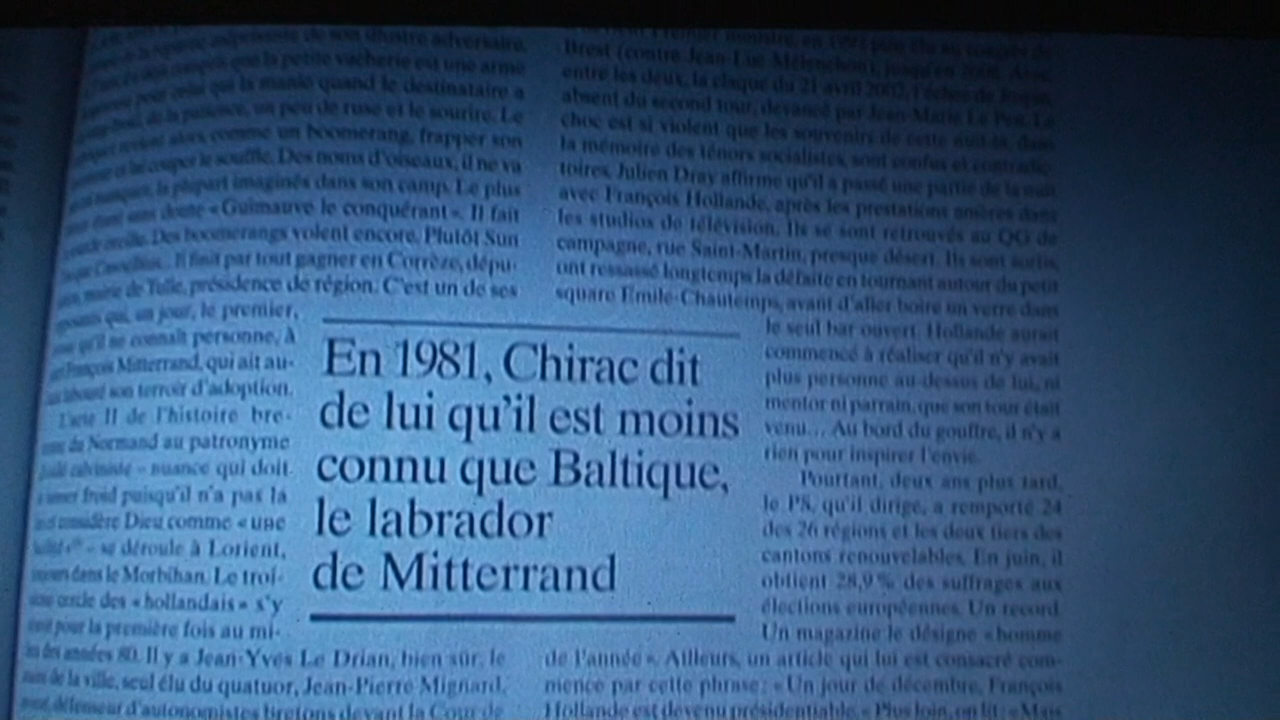 de son illustre adversaire.
que la petite vacherie est une arme
pour celui qui la manie quand le destinataire a
de la patience, un peu de ruse et le sourire. Le
alors, comme un boomerang, frapper son
et lui couper le souffle. Des noms d'oiseaux, il ne va
la plupart imaginés dans son camp. Le plus
sans doute « Guimauve le conquérant ». Il fait
oreille. Des boomerangs volent encore. Plutôt Sun
Il finit par tout gagner en Corrèze, dépu-
mairie de Tulle, présidence de région. C'est un de ses
qui, un jour, le premier,
qu'il ne connaît personne, à
François Mitterrand, qui ait au-
son terroir d'adoption.
L'acte II de l'histoire bre-
du Normand au patronyme
– nuance qui doit
froid puisqu'il n'a pas la
considère Dieu comme « une
» – se déroule à Lorient,
dans le Morbihan. Le troi-
cercle des « hollandais » s'y
pour la première fois au mi-
des années 80. Il y a Jean-Yves Le Drian, bien sûr, le
de la ville, seul élu du quatuor, Jean-Pierre Mignard,
défenseur d'autonomistes bretons devant la Cour de
En 1981, Chirac dit
de lui qu'il est moins
connu que Baltique,
le labrador
de Mitterrand
Brest (contre Jean-Luc Mélenchon), jusqu'en 2008.
entre les deux, la claque du 21 avril 2002, l'échec de Jospin,
absent du second tour, devancé par Jean-Marie Le Pen. Le
choc est si violent que les souvenirs de cette nuit-là, dans
la mémoire des ténors socialistes, sont confus et contradic-
toires. Julien Dray affirme qu'il a passé une partie de la nuit
avec François Hollande, après les prestations amères dans
les studios de télévision. Ils se sont retrouvés au QG de
campagne, rue Saint-Martin, presque désert. Ils sont sortis,
ont ressassé longtemps la défaite en tournant autour du petit
square Emile-Chautemps, avant d'aller boire un verre dans
le seul bar ouvert. Hollande aurait
commencé à réaliser qu'il n'y avait
plus personne au-dessus de lui, ni
mentor ni parrain, que son tour était
venu… Au bord du gouffre, il n'y a
rien pour inspirer l'envie.
Pourtant, deux ans plus tard,
le PS, qu'il dirige, a remporté 24
des 26 régions et les deux tiers des
cantons renouvelables. En juin, il
obtient 28,9 % des suffrages aux
élections européennes. Un record.
Un magazine le désigne « homme
de l'année ». Ailleurs, un article qui lui est consacré com-
mence par cette phrase : « Un jour de décembre, François
Hollande est devenu présidentiable. » Plus loin, on lit : « Mais